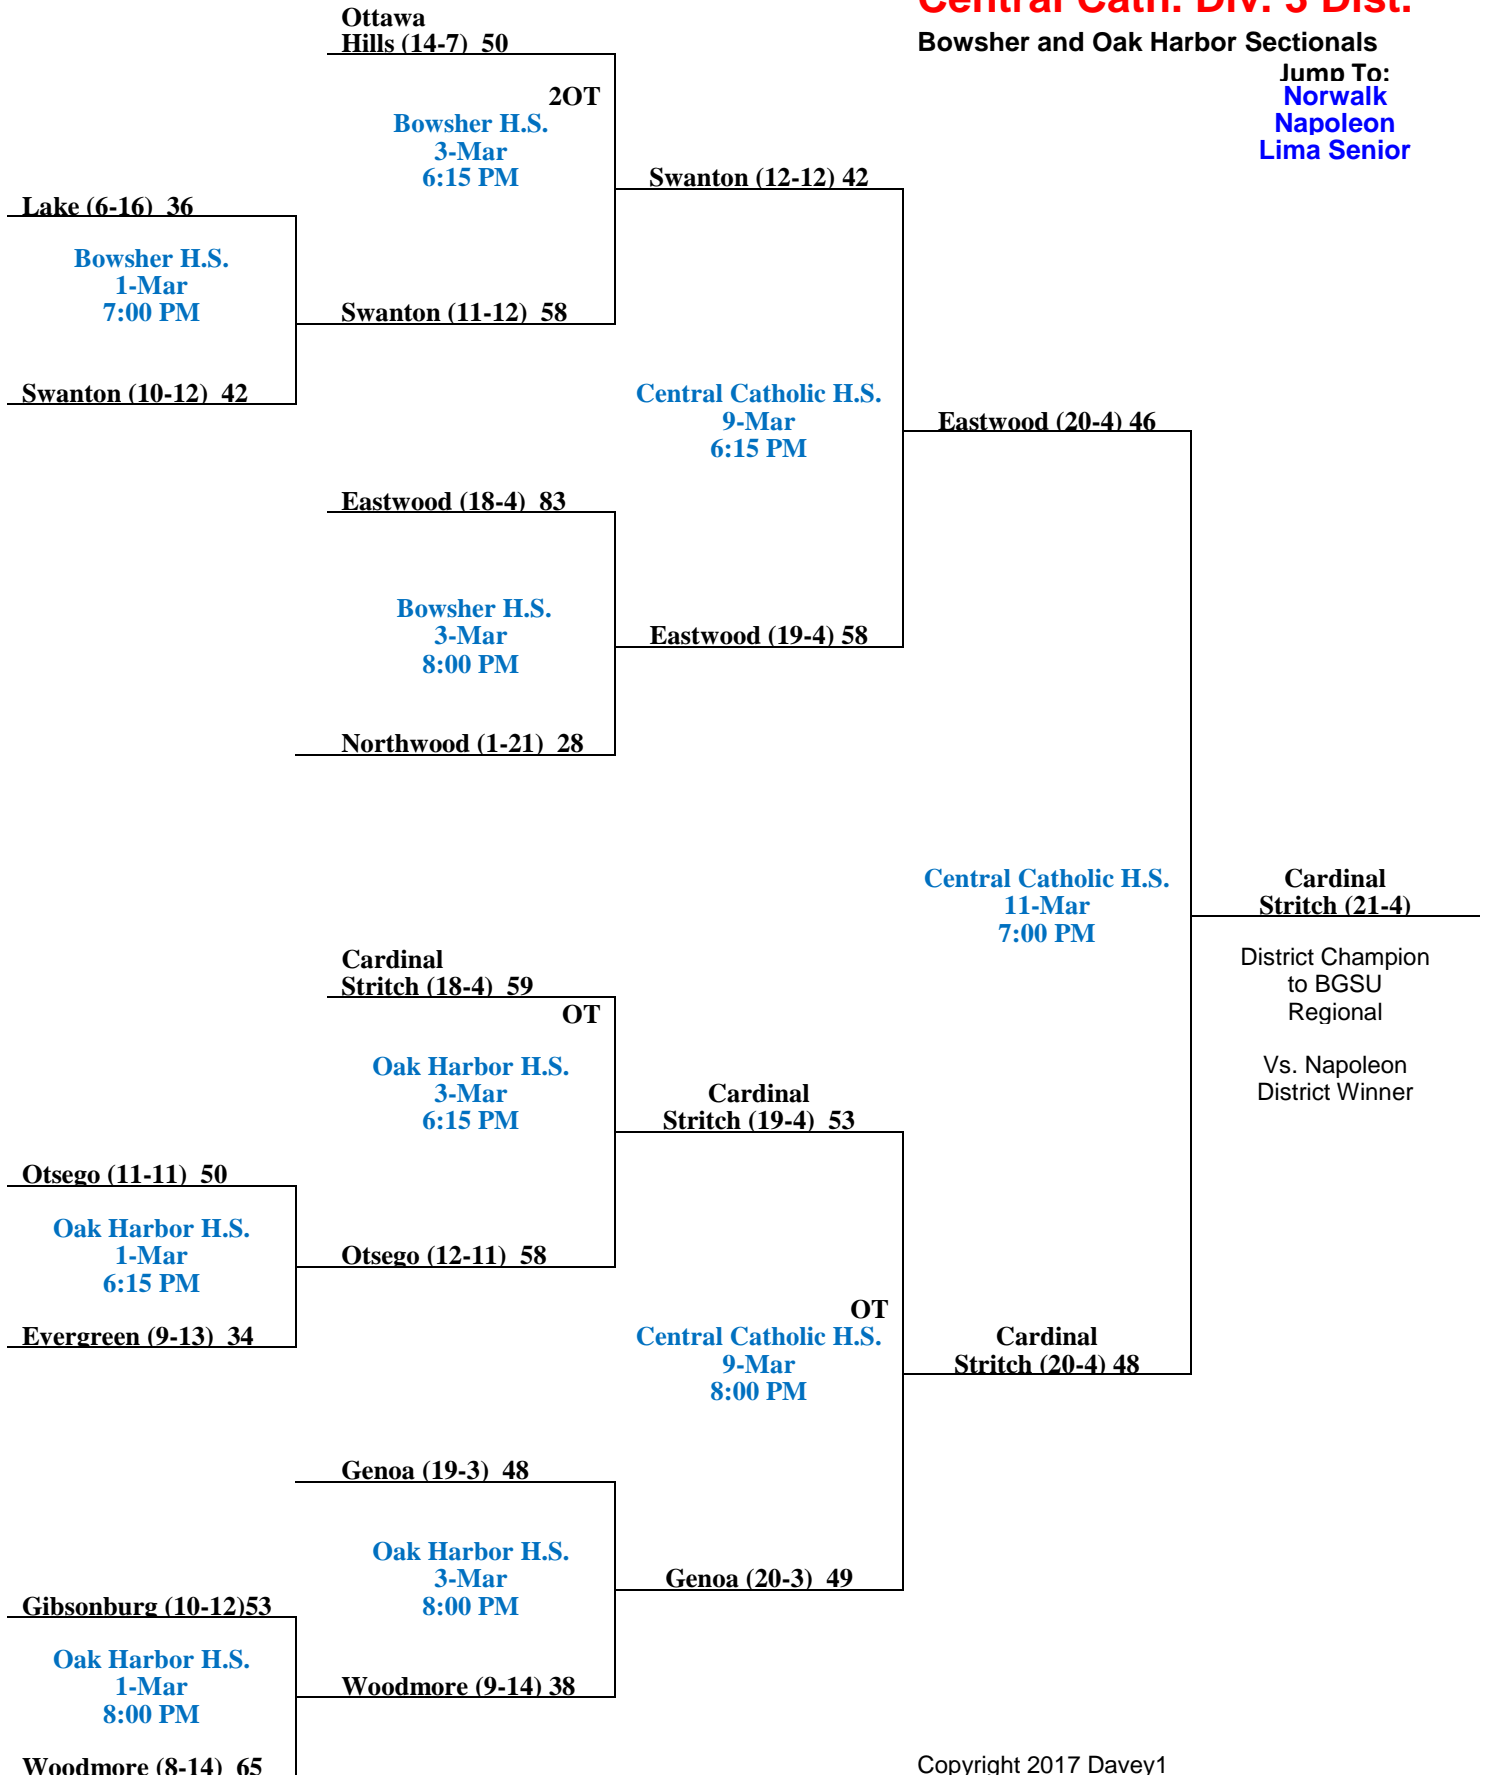 Central Cath. Div. 3 Dist.
Bowsher and Oak Harbor Sectionals
Jump To:
Norwalk
Napoleon
Lima Senior
Ottawa
Hills (14-7)  50
2OT
Bowsher H.S.
3-Mar
6:15 PM
Swanton (12-12) 42
Lake (6-16)  36
Bowsher H.S.
1-Mar
7:00 PM
Swanton (11-12)  58
Swanton (10-12)  42
Central Catholic H.S.
9-Mar
6:15 PM
Eastwood (20-4) 46
Eastwood (18-4)  83
Bowsher H.S.
3-Mar
8:00 PM
Eastwood (19-4) 58
Northwood (1-21)  28
Central Catholic H.S.
11-Mar
7:00 PM
Cardinal
Stritch (21-4)
District Champion
to BGSU
Regional
Vs. Napoleon
District Winner
Cardinal
Stritch (18-4)  59
OT
Oak Harbor H.S.
3-Mar
6:15 PM
Cardinal
Stritch (19-4)  53
Otsego (11-11)  50
Oak Harbor H.S.
1-Mar
6:15 PM
Otsego (12-11)  58
Evergreen (9-13)  34
OT
Central Catholic H.S.
9-Mar
8:00 PM
Cardinal
Stritch (20-4) 48
Genoa (19-3)  48
Oak Harbor H.S.
3-Mar
8:00 PM
Genoa (20-3)  49
Gibsonburg (10-12)53
Oak Harbor H.S.
1-Mar
8:00 PM
Woodmore (9-14) 38
Woodmore (8-14)  65
Copyright 2017 Davey1